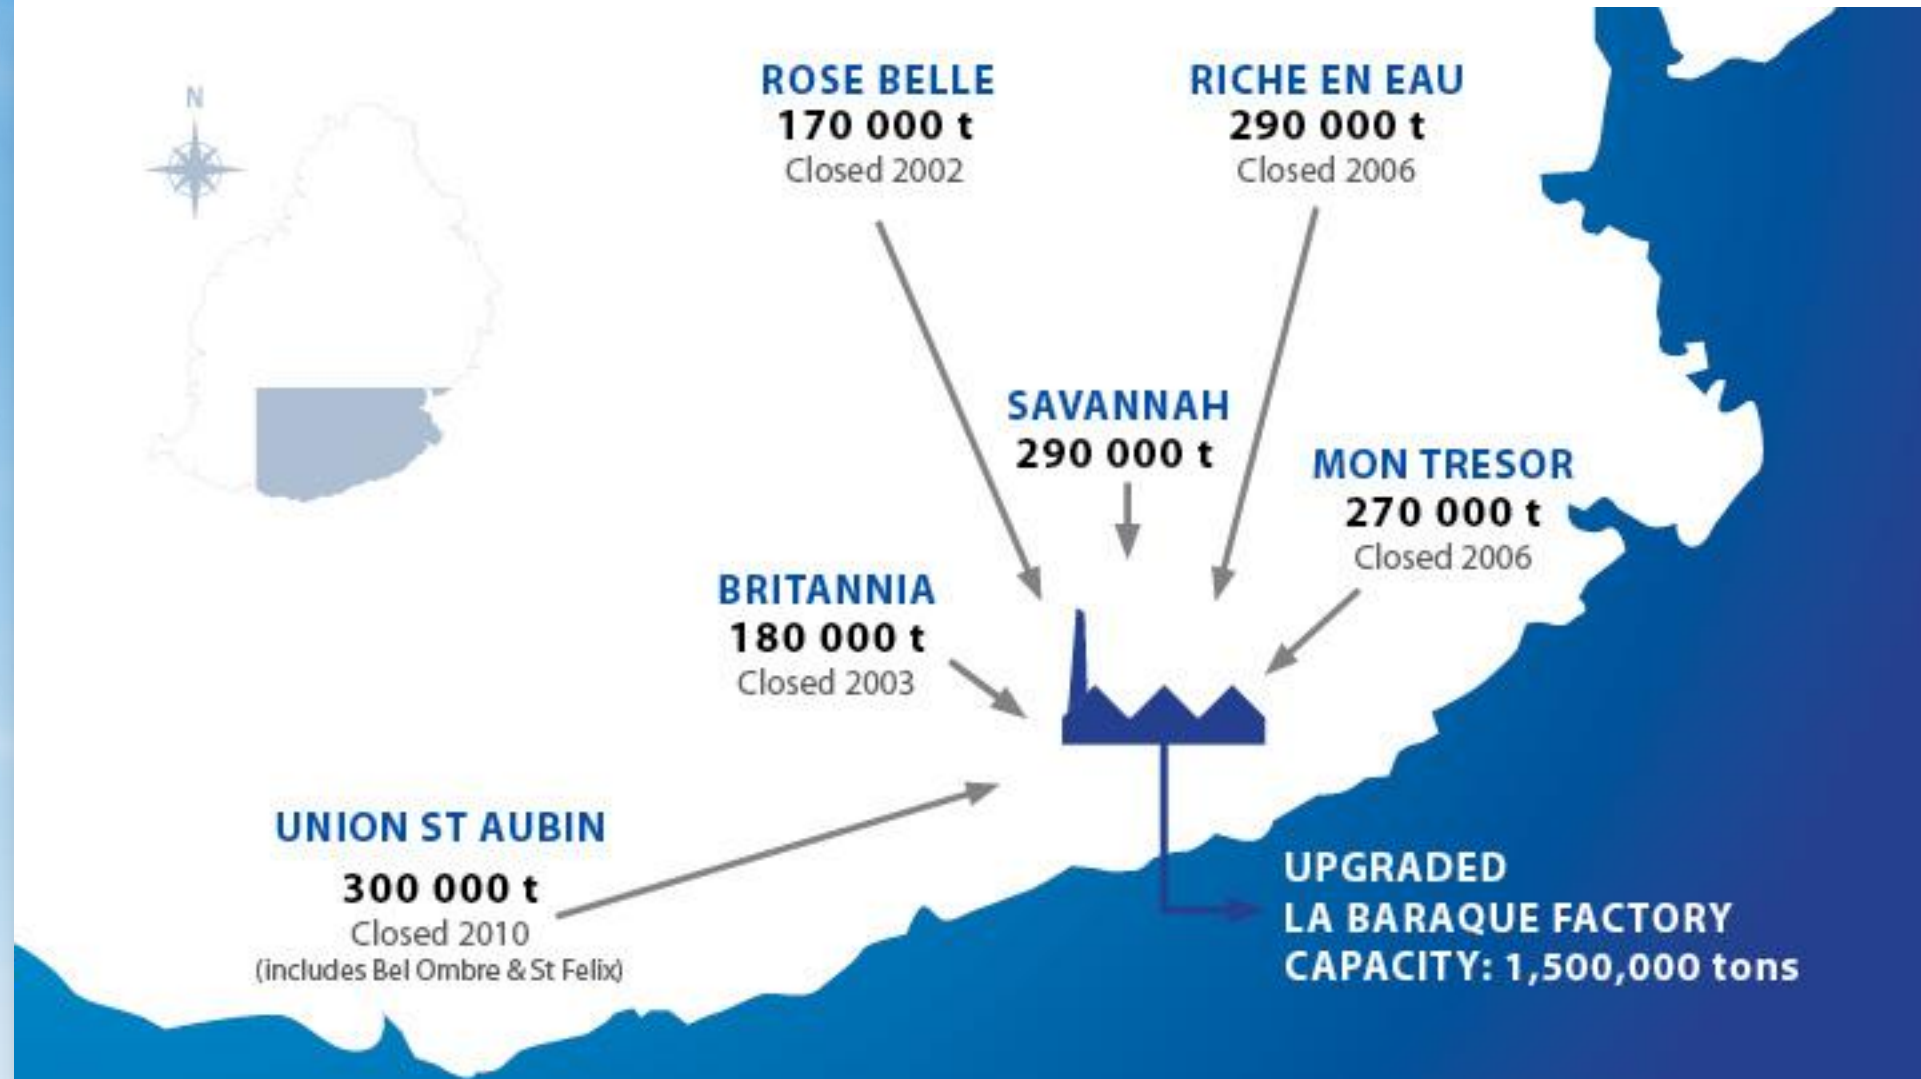 N
ROSE BELLE
170 000 t
Closed 2002
RICHE EN EAU
290 000 t
Closed 2006
SAVANNAH
290 000 t
MON TRESOR
270 000 t
Closed 2006
BRITANNIA
180 000 t
Closed 2003
UNION ST AUBIN
300 000 t
Closed 2010
(includes Bel Ombre & St Felix)
UPGRADED
LA BARAQUE FACTORY
CAPACITY: 1,500,000 tons